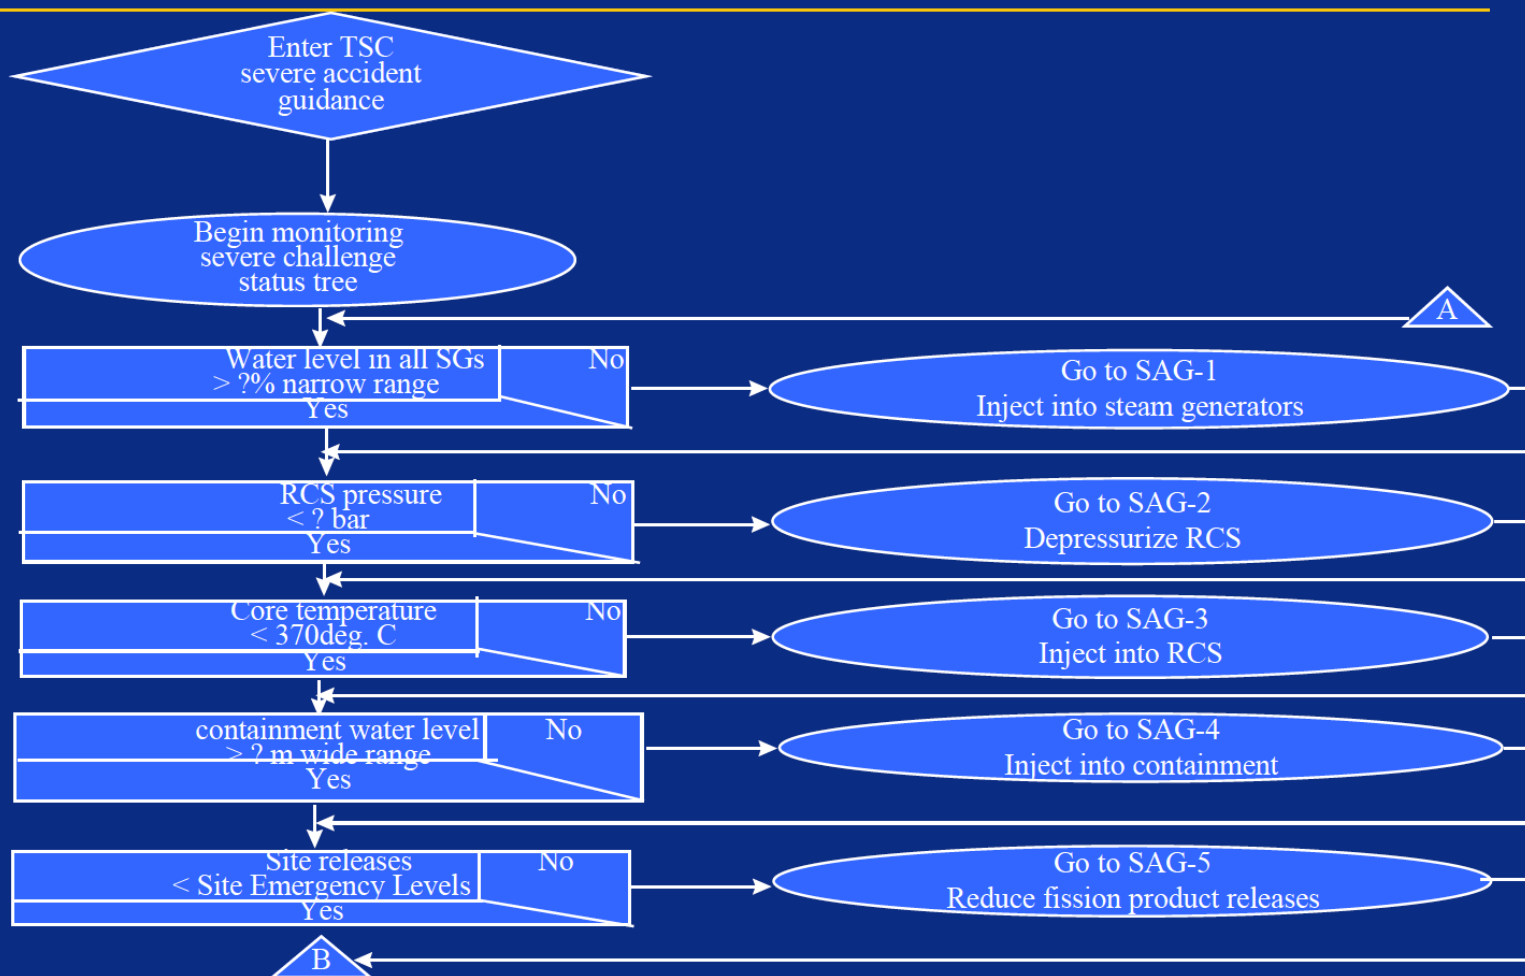 Enter TSC
severe accident
guidance
Begin monitoring
severe challenge
status tree
A
Water level in all SGs
> ?% narrow range
No
Yes
Go to SAG-1
Inject into steam generators
RCS pressure
< ? bar
No
Yes
Go to SAG-2
Depressurize RCS
Core temperature
< 370deg. C
No
Yes
Go to SAG-3
Inject into RCS
containment water level
> ? m wide range
No
Yes
Go to SAG-4
Inject into containment
Site releases
< Site Emergency Levels
No
Yes
Go to SAG-5
Reduce fission product releases
B